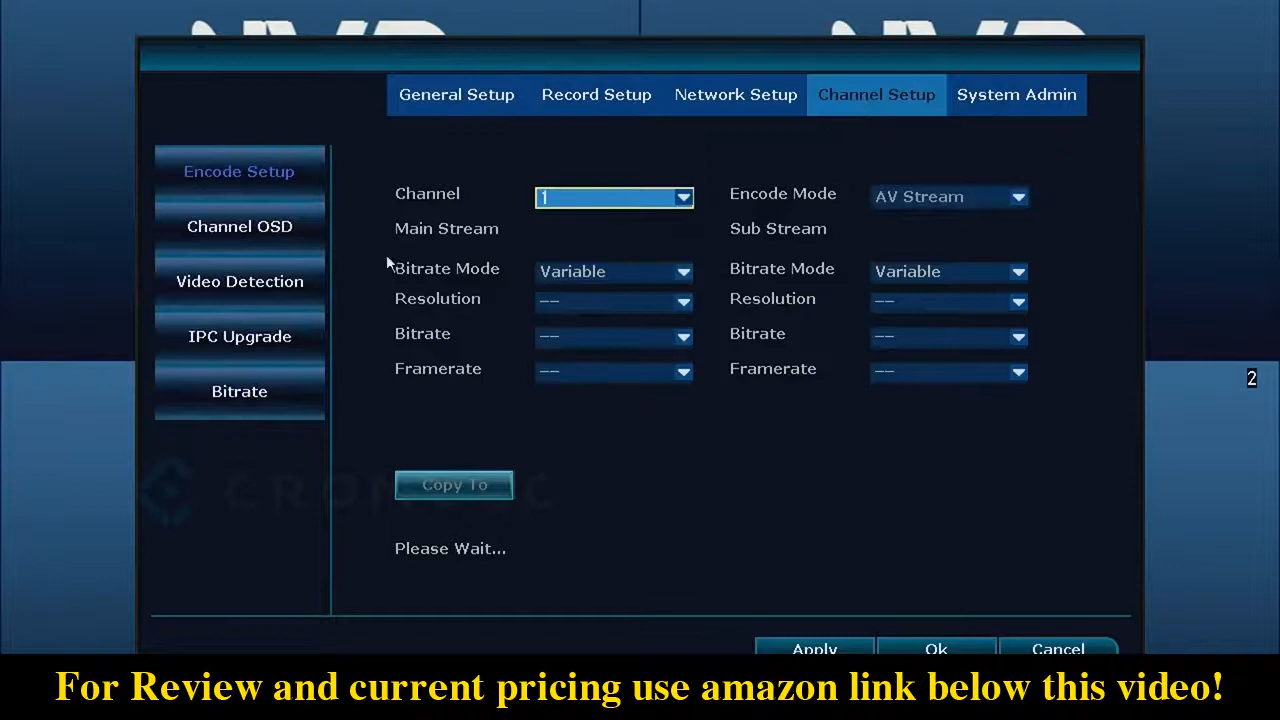 General Setup Record Setup Network Setup Channel Setup System Admin
Encode Setup
Channel OSD
Video Detection
IPC Upgrade
Bitrate
Channel 1 Encode Mode AV Stream
Main Stream Sub Stream
Bitrate Mode Variable Bitrate Mode Variable
Resolution -- Resolution --
Bitrate -- Bitrate --
Framerate -- Framerate --
2
Copy To
Please Wait...
Apply Ok Cancel
For Review and current pricing use amazon link below this video!